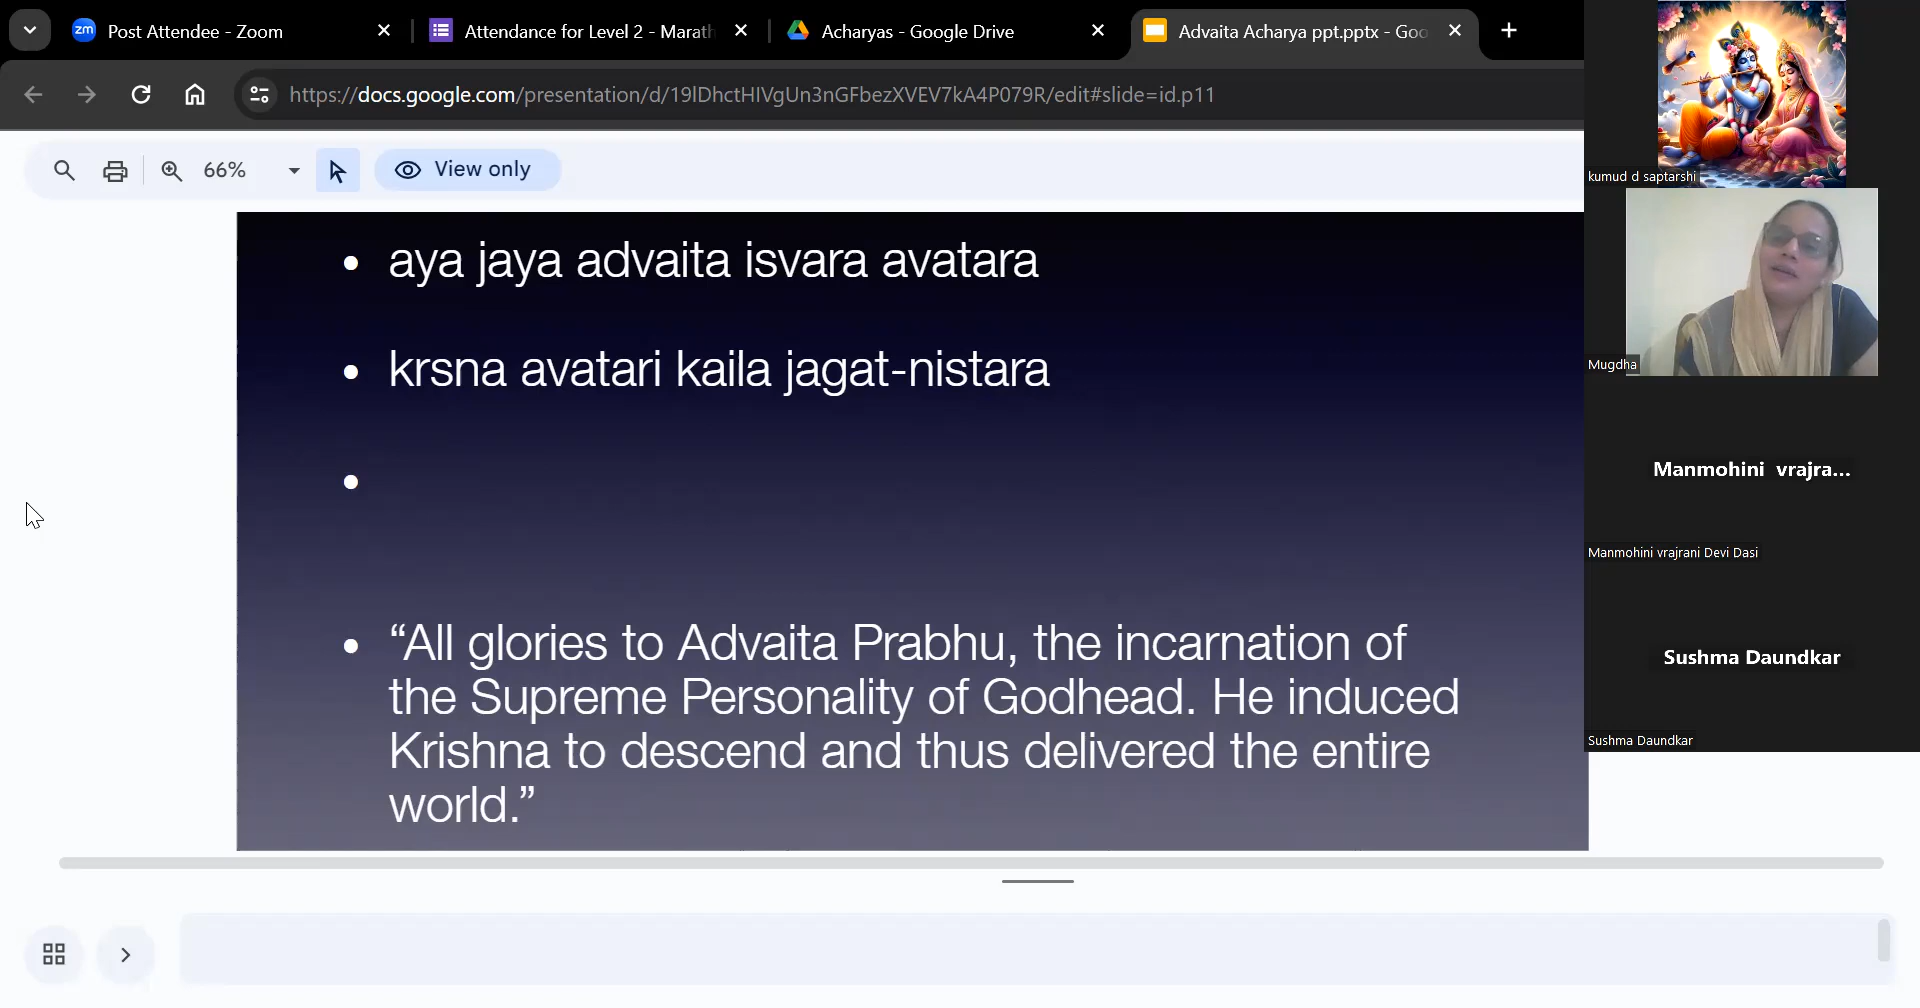 Post Attendee - Zoom
Attendance for Level 2 - Marath
Acharyas - Google Drive
Advaita Acharya ppt.pptx - Goo
https://docs.google.com/presentation/d/19lDhctHIVgUn3nGFbezXVEV7kA4P079R/edit#slide=id.p11
66%
View only
• aya jaya advaita isvara avatara
• krsna avatari kaila jagat-nistara
•
• “All glories to Advaita Prabhu, the incarnation of
the Supreme Personality of Godhead. He induced
Krishna to descend and thus delivered the entire
world.”
kumud d saptarshi
Mugdha
Manmohini vrajra...
Manmohini vrajrani Devi Dasi
Sushma Daundkar
Sushma Daundkar